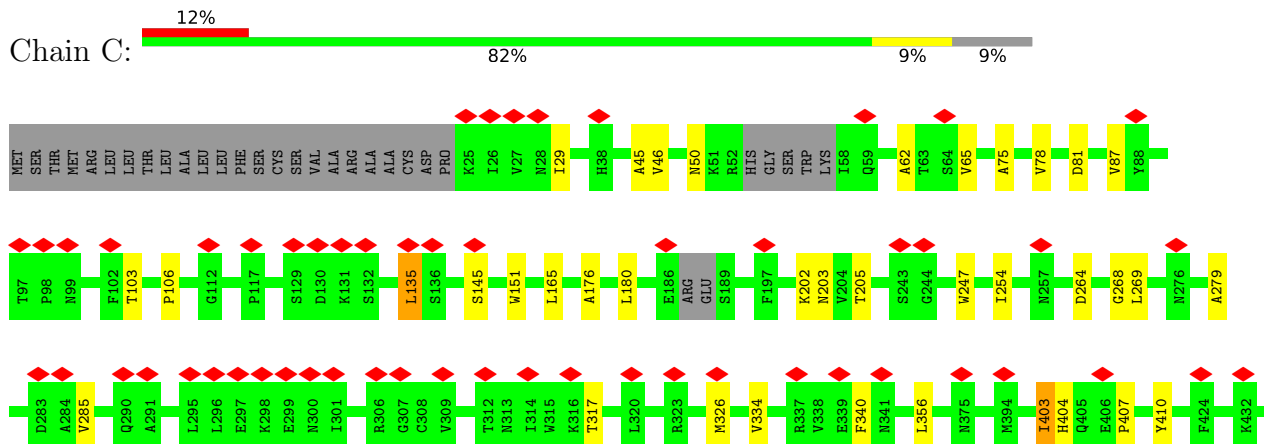 12%
Chain C:
82% 9% 9%
MET SER THR MET ARG LEU LEU THR LEU ALA LEU LEU PHE SER CYS SER VAL ALA ARG ALA ALA CYS ASP PRO K25 I26 V27 N28 I29 H38 A45 V46 N50 K51 R52 HIS GLY SER TRP LYS I58 Q59 A62 T63 S64 V65 A75 V78 D81 V87 Y88
T97 P98 N99 F102 T103 P106 G112 P117 S129 D130 K131 S132 L135 S136 S145 W151 L165 A176 L180 E186 ARG GLU S189 F197 K202 N203 V204 T205 S243 G244 W247 I254 N257 D264 G268 L269 N276 A279
D283 A284 V285 Q290 A291 L295 L296 E297 K298 E299 N300 I301 R306 G307 C308 V309 T312 N313 I314 W315 K316 T317 L320 R323 M326 V334 R337 V338 E339 F340 N341 L356 N375 M394 I403 H404 Q405 E406 P407 Y410 F424 K432